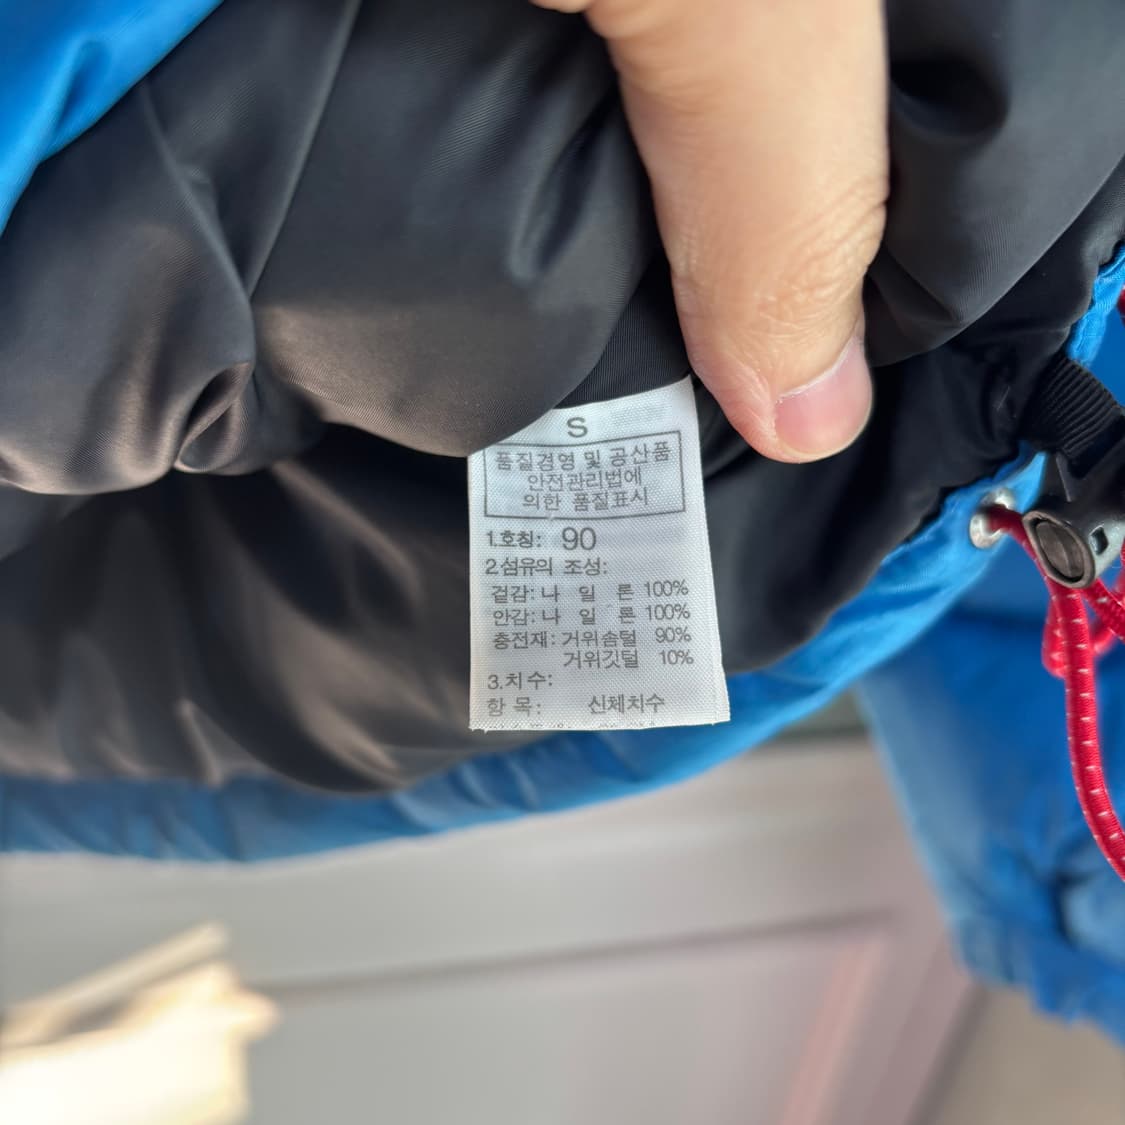 S
품질경영 및 공산품
안전관리법에
의한 품질표시
1.호칭: 90
2.섬유의 조성:
겉감: 나 일 론 100%
안감: 나 일 론 100%
충전재: 거위솜털 90%
거위깃털 10%
3.치수:
항 목: 신체치수